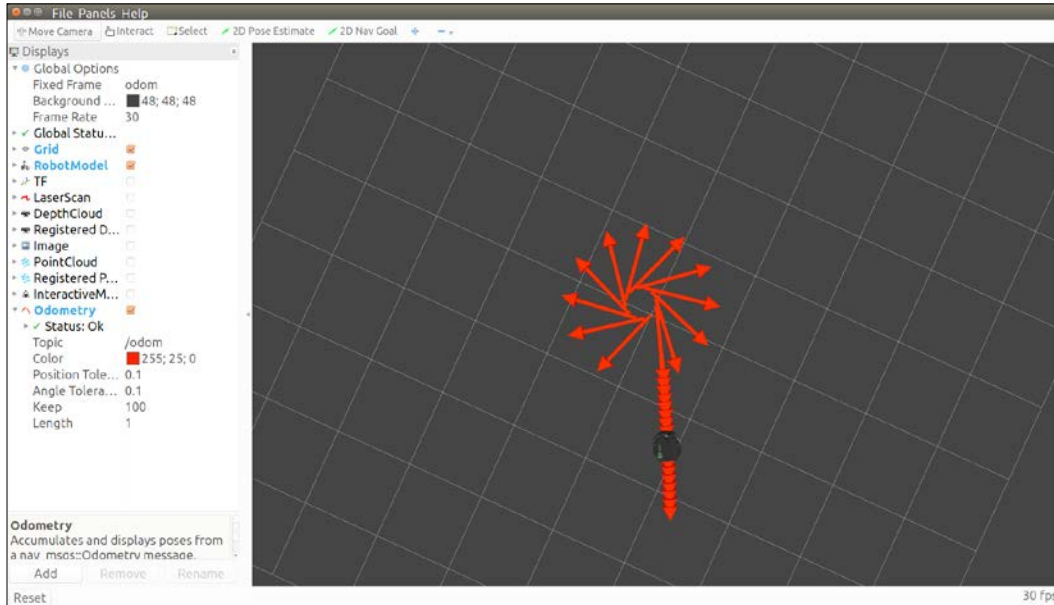 File Panels Help
Move Camera Interact Select 2D Pose Estimate 2D Nav Goal
Displays
Global Options
Fixed Frame odom
Background ... 48; 48; 48
Frame Rate 30
Global Statu...
Grid
RobotModel
TF
LaserScan
DepthCloud
Registered D...
Image
PointCloud
Registered P...
InteractiveM...
Odometry
Status: Ok
Topic /odom
Color 255; 25; 0
Position Tole... 0.1
Angle Tolera... 0.1
Keep 100
Length 1
Odometry
Accumulates and displays poses from
a nav_msgs::Odometry message.
Add Remove Rename
Reset 30 fps